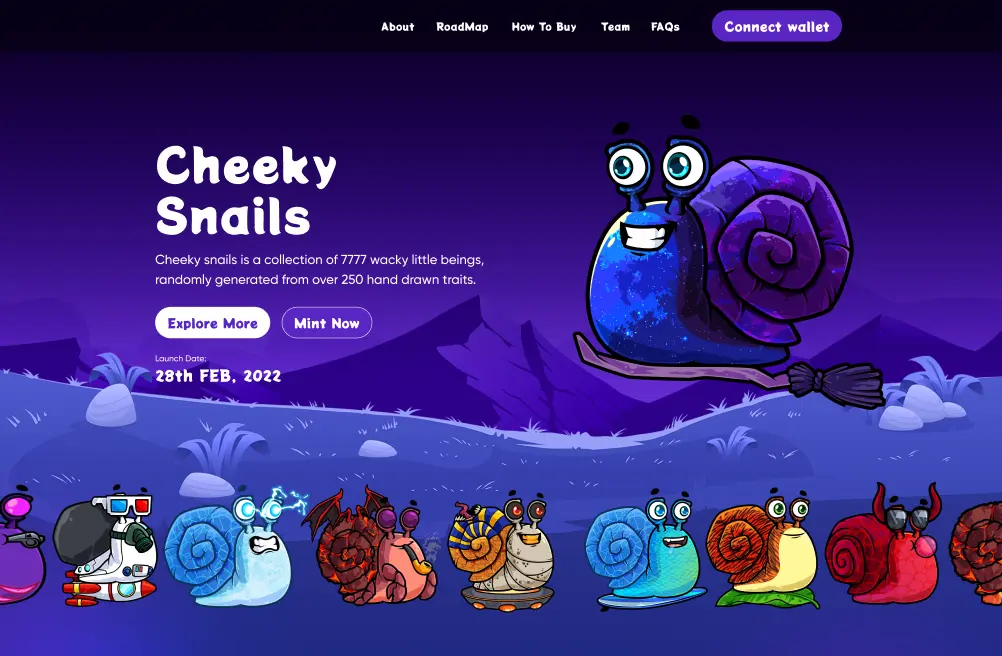 About RoadMap How To Buy Team FAQs Connect wallet
Cheeky
Snails
Cheeky snails is a collection of 7777 wacky little beings,
randomly generated from over 250 hand drawn traits.
Explore More Mint Now
Launch Date:
28th FEB, 2022